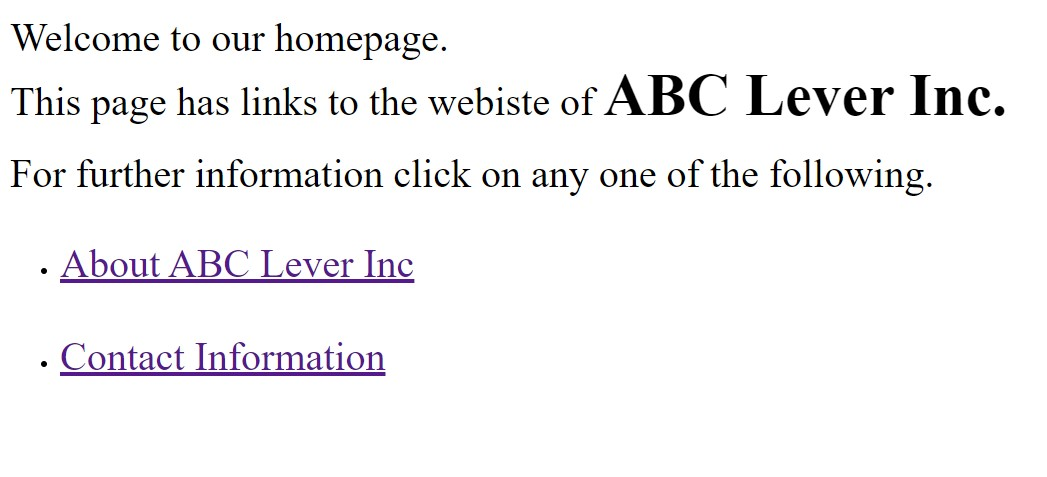 Welcome to our homepage.
This page has links to the webiste of ABC Lever Inc.
For further information click on any one of the following.
• About ABC Lever Inc
• Contact Information